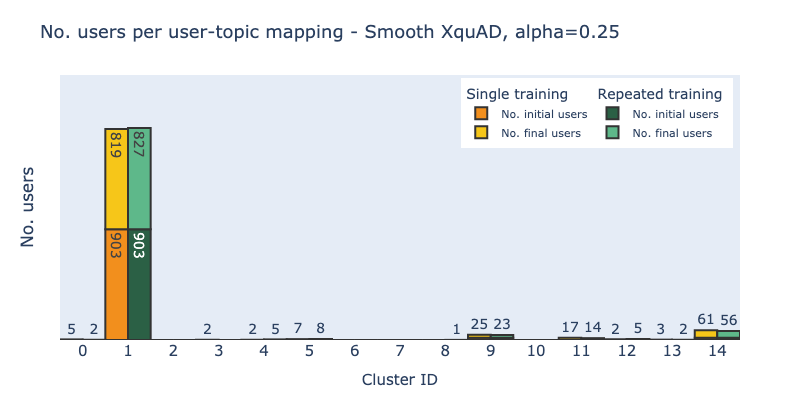 No. users per user-topic mapping - Smooth XquAD, alpha=0.25
Single training Repeated training
No. initial users No. initial users
No. final users No. final users
No. users
819 827
903 903
5 2 2 2 5 7 8 1 25 23 17 14 2 5 3 2 61 56
0 1 2 3 4 5 6 7 8 9 10 11 12 13 14
Cluster ID